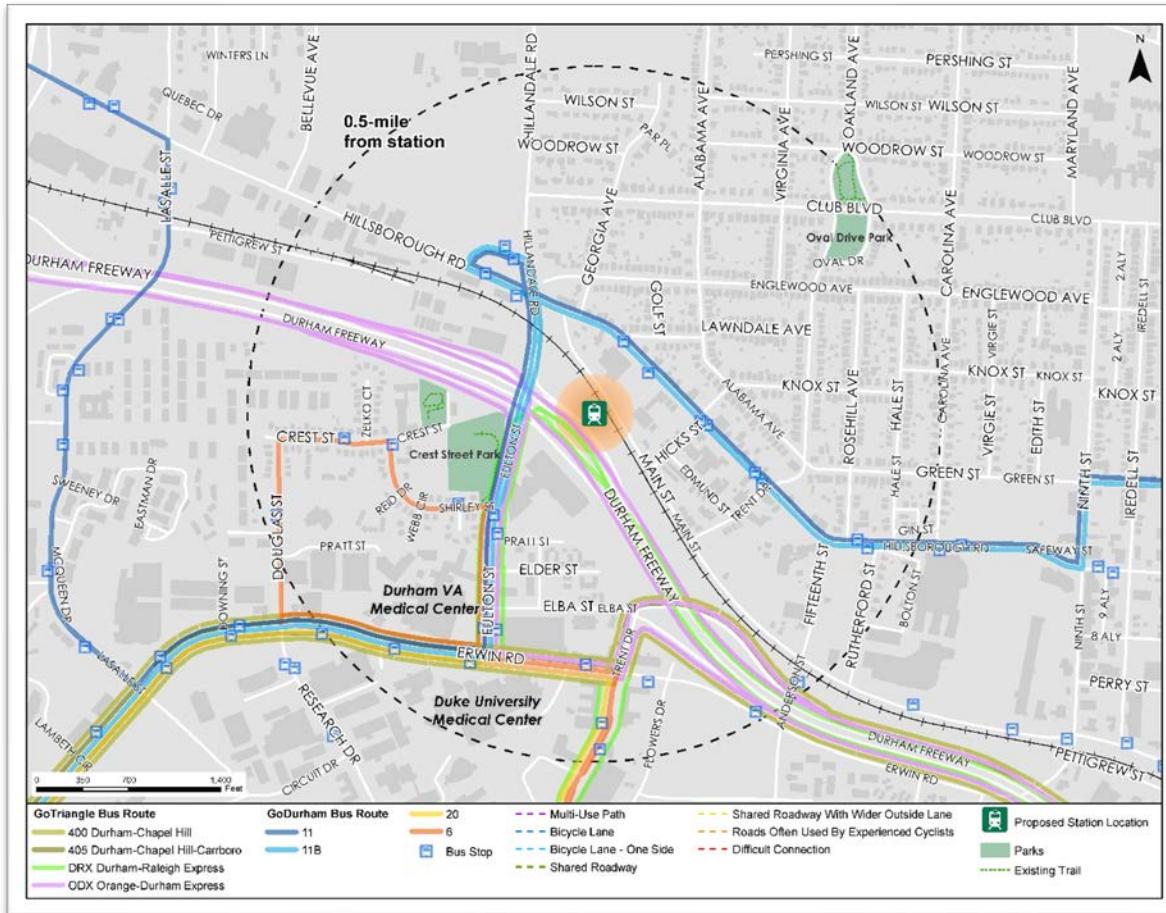 N
WINTERS LN
BELLEVUE AVE
HILLANDALE RD
PERSHING ST
PERSHING ST
OAKLAND AVE
MARYLAND AVE
QUEBEC DR
WILSON ST
WILSON ST
WILSON ST
0.5-mile
from station
PAR PL
ALABAMA AVE
VIRGINIA AVE
WOODROW ST
WOODROW ST
WOODROW ST
LASALLE ST
CLUB BLVD
CLUB BLVD
CAROLINA AVE
HILLSBOROUGH RD
PETTIGREW ST
GEORGIA AVE
HILLANDALE RD
Oval Drive Park
OVAL DR
2 ALY
IREDELL ST
DURHAM FREEWAY
ENGLEWOOD AVE
ENGLEWOOD AVE
GOLF ST
DURHAM FREEWAY
LAWNDALE AVE
VIRGIE ST
2 ALY
KNOX ST
KNOX ST
KNOX ST
KNOX ST
ZELKO CT
ALABAMA AVE
ROSEHILL AVE
HALE ST
CAROLINA AVE
VIRGIE ST
EDITH ST
CREST ST
CREST ST
Crest Street Park
FULTON ST
MAIN ST
HICKS ST
GREEN ST
GREEN ST
NINTH ST
IREDELL ST
SWEENEY DR
EASTMAN DR
REID DR
WEBB CIR
SHIRLEY ST
EDMUND ST
TRENT DR
HALE ST
DOUGLAS ST
DURHAM FREEWAY
MAIN ST
GIN ST
HILLSBOROUGH RD
SAFEWAY ST
PRATT ST
PRATT ST
MCQUEEN DR
DOWNING ST
ELDER ST
FIFTEENTH ST
RUTHERFORD ST
BOLTON ST
NINTH ST
9 ALY
Durham VA
Medical Center
FULTON ST
ELBA ST
ELBA ST
8 ALY
LASALLE ST
ERWIN RD
TRENT DR
ANDERSON ST
PERRY ST
RESEARCH DR
Duke University
Medical Center
FLOWERS DR
LAMBETH CIR
CIRCUIT DR
DURHAM FREEWAY
ERWIN RD
PETTIGREW ST
0 350 700 1,400
Feet
GoTriangle Bus Route
400 Durham-Chapel Hill
405 Durham-Chapel Hill-Carrboro
DRX Durham-Raleigh Express
ODX Orange-Durham Express
GoDurham Bus Route
11
11B
20
6
Bus Stop
Multi-Use Path
Bicycle Lane
Bicycle Lane - One Side
Shared Roadway
Shared Roadway With Wider Outside Lane
Roads Often Used By Experienced Cyclists
Difficult Connection
Proposed Station Location
Parks
Existing Trail